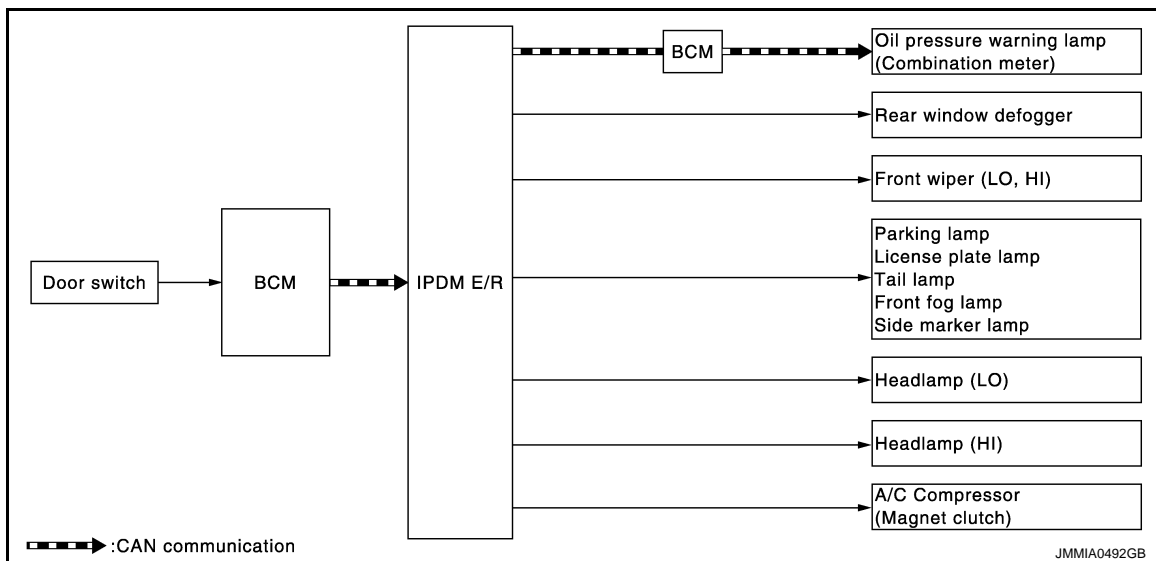 BCM
Oil pressure warning lamp
(Combination meter)
Rear window defogger
Front wiper (LO, HI)
Door switch
BCM
IPDM E/R
Parking lamp
License plate lamp
Tail lamp
Front fog lamp
Side marker lamp
Headlamp (LO)
Headlamp (HI)
A/C Compressor
(Magnet clutch)
:CAN communication
JMMIA0492GB